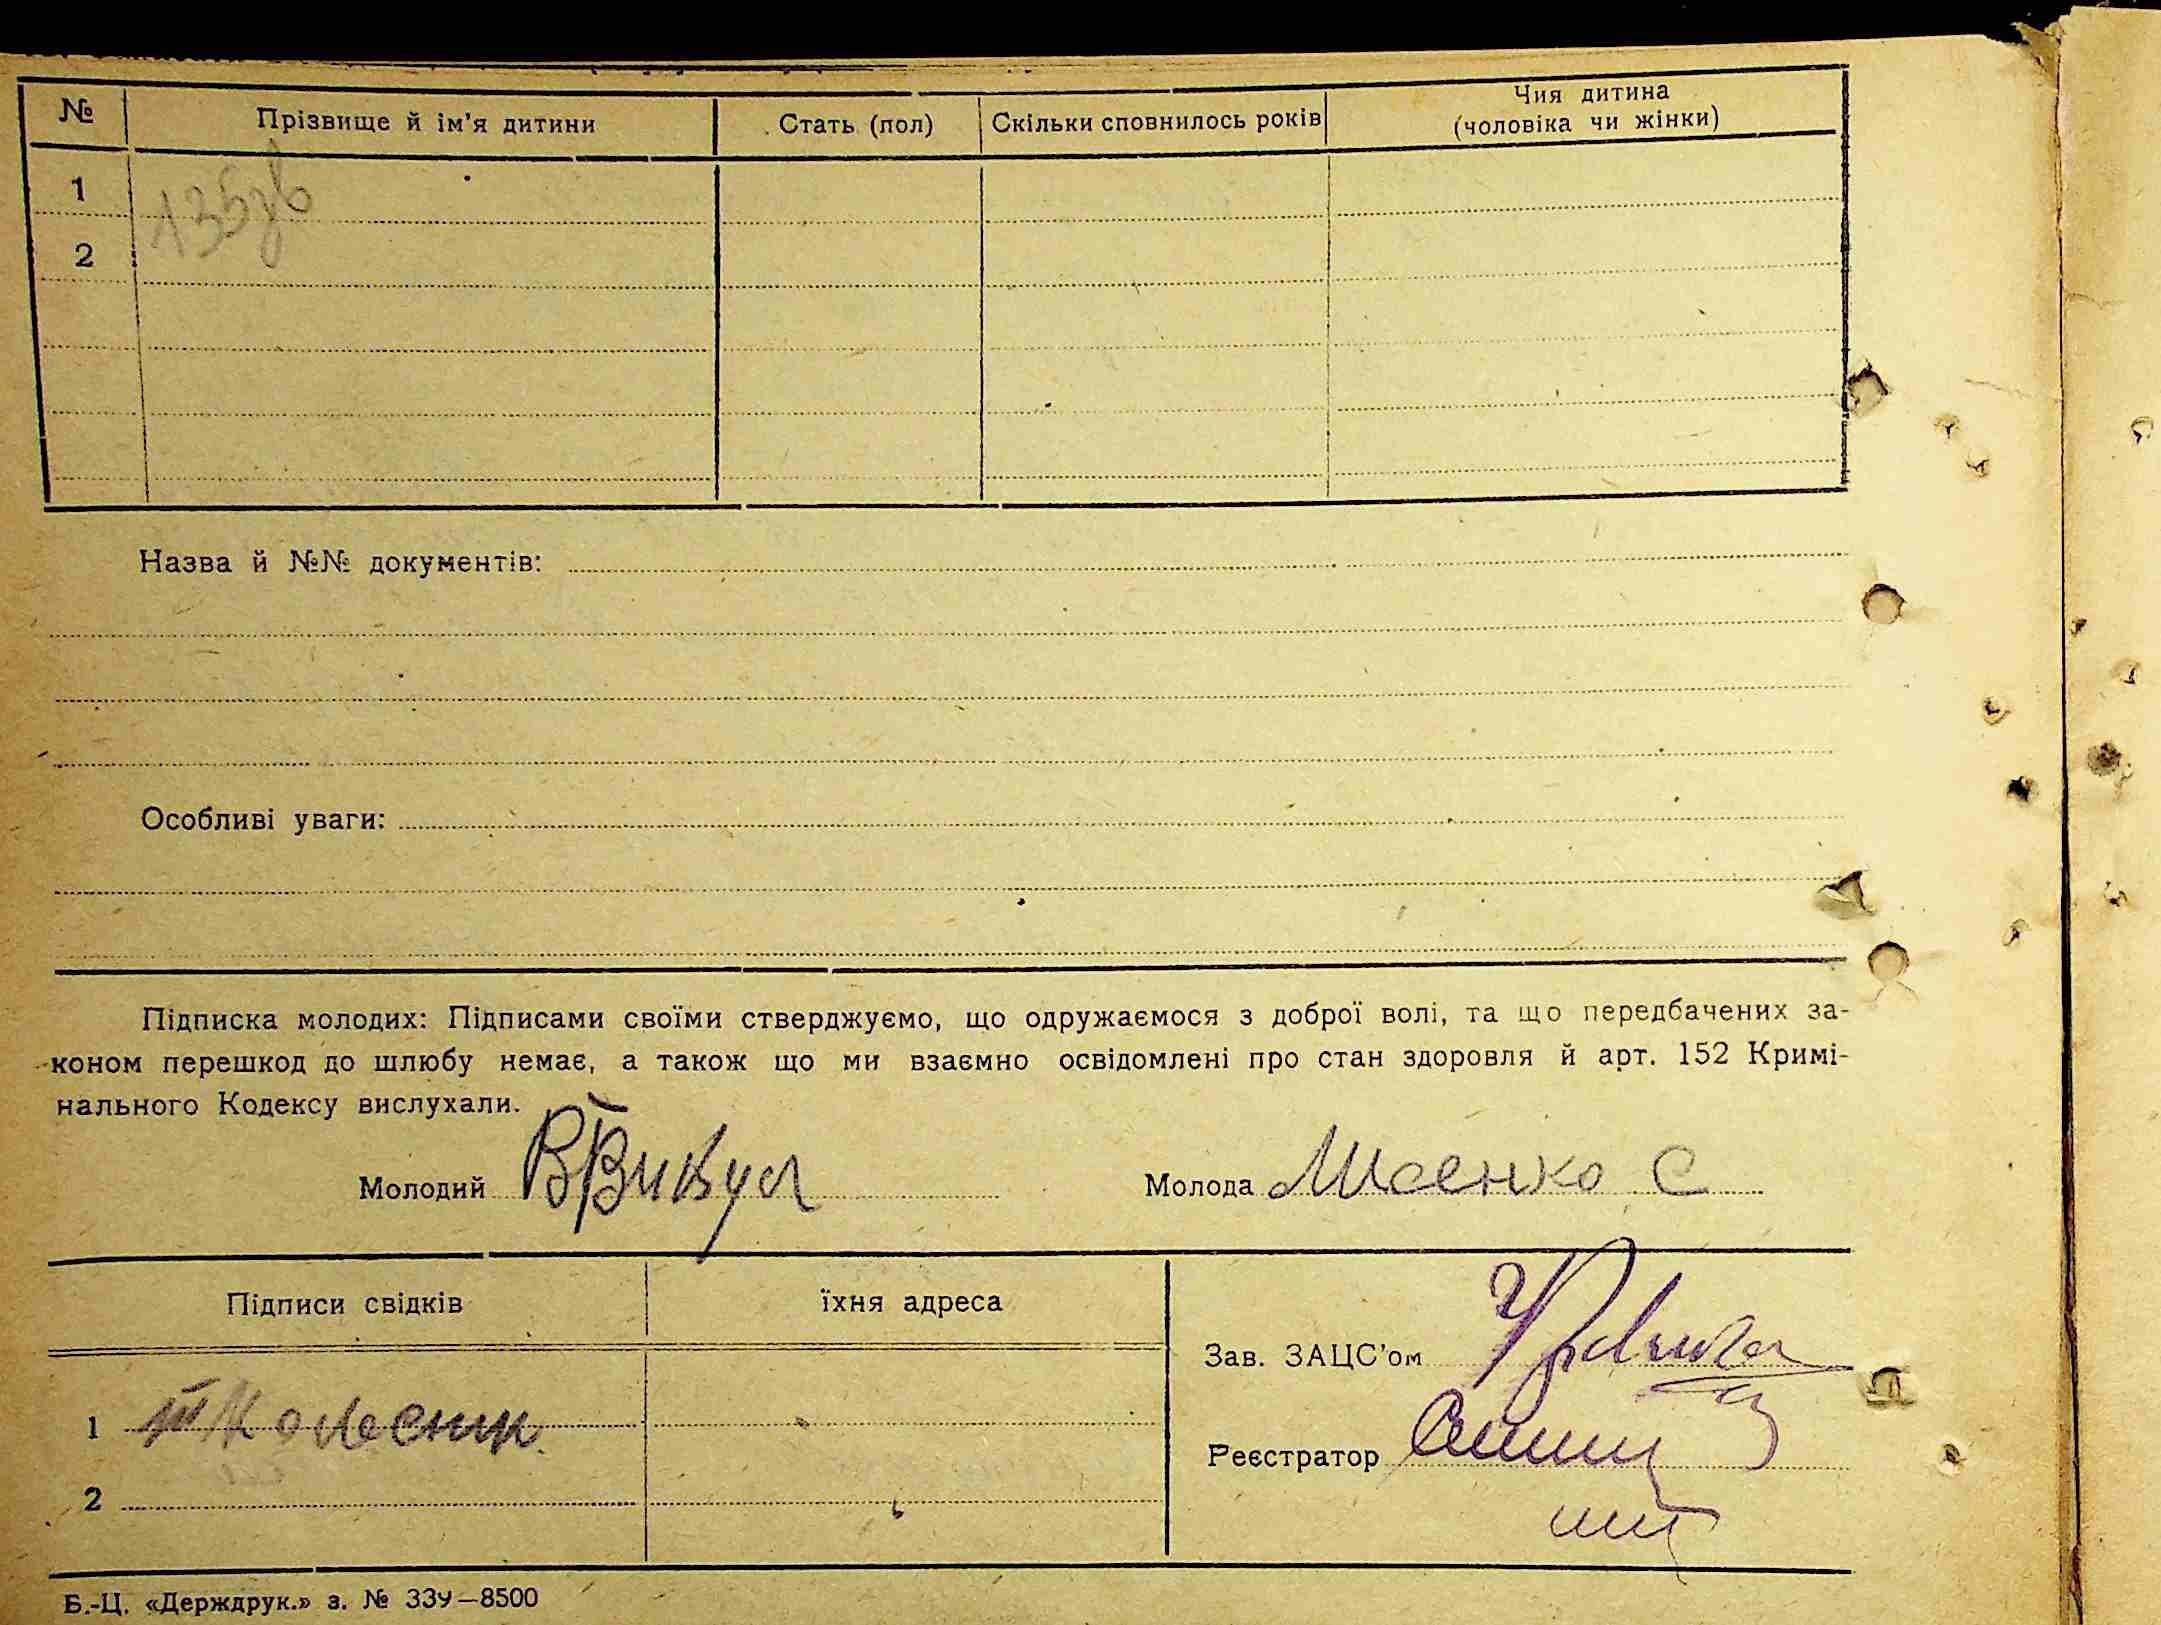 № Прізвище й ім'я дитини Стать (пол) Скільки сповнилось років Чия дитина (чоловіка чи жінки)
1 135зв
2
Назва й №№ документів:
Особливі уваги:
Підписка молодих: Підписами своїми стверджуємо, що одружаємося з доброї волі, та що передбачених за-
коном перешкод до шлюбу немає, а також що ми взаємно освідомлені про стан здоровля й арт. 152 Кримі-
нального Кодексу вислухали.
Молодий Молода С
Підписи свідків їхня адреса
Зав. ЗАЦС'ом
1 Колесник
Реєстратор
2
Б.-Ц. «Держдрук.» з. № 339—8500